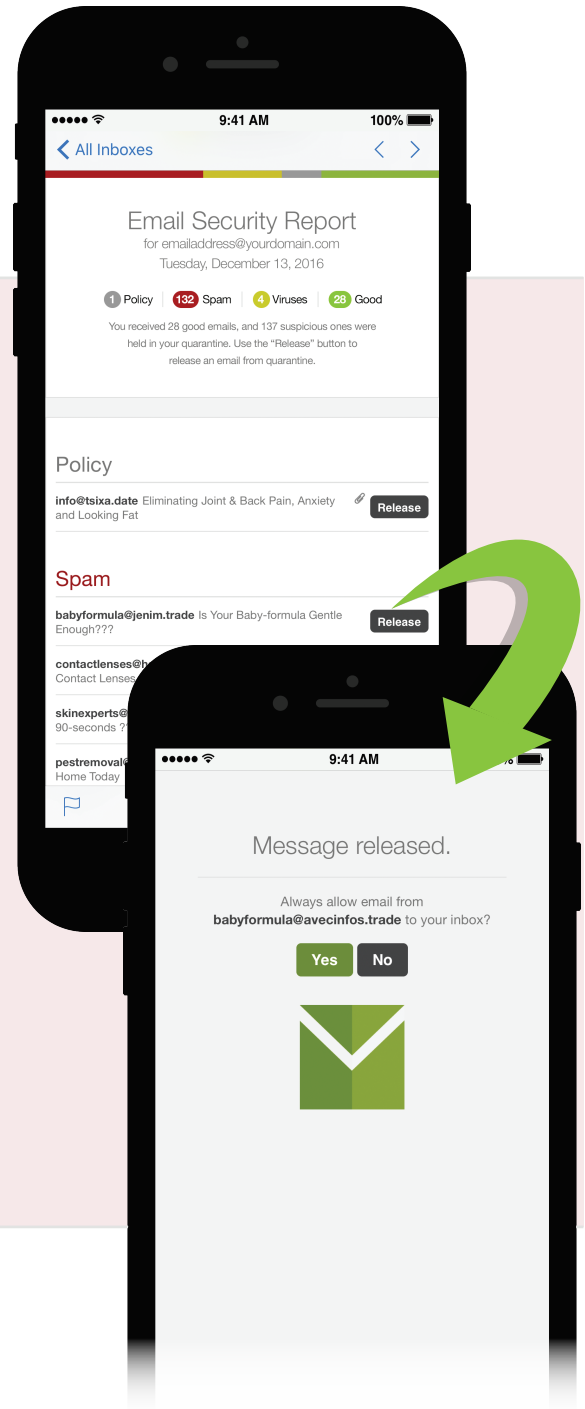 9:41 AM 100%
All Inboxes
Email Security Report
for emailaddress@yourdomain.com
Tuesday, December 13, 2016
1 Policy 132 Spam 4 Viruses 28 Good
You received 28 good emails, and 137 suspicious ones were
held in your quarantine. Use the “Release” button to
release an email from quarantine.
Policy
info@tsixa.date Eliminating Joint & Back Pain, Anxiety
and Looking Fat
Release
Spam
babyformula@jenim.trade Is Your Baby-formula Gentle
Enough???
Release
contactlenses@
Contact Lenses
skinexperts@
90-seconds ?
pestremoval
Home Today
9:41 AM %
Message released.
Always allow email from
babyformula@avecinfos.trade to your inbox?
Yes No